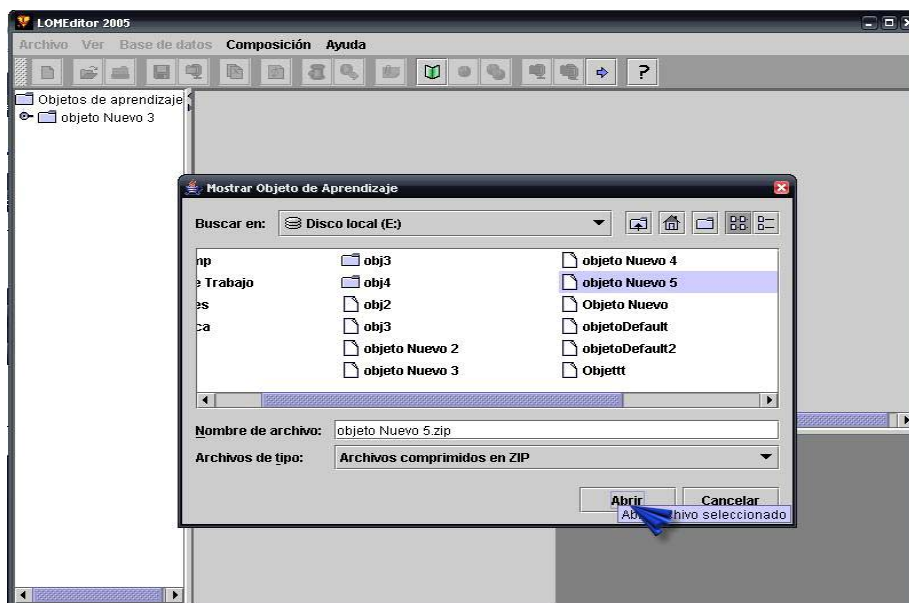 LOMEditor 2005
Archivo Ver Base de datos Composición Ayuda
?
Objetos de aprendizaje
objeto Nuevo 3
Mostrar Objeto de Aprendizaje
Buscar en: Disco local (E:)
mp obj3 objeto Nuevo 4
e Trabajo obj4 objeto Nuevo 5
es obj2 Objeto Nuevo
ca obj3 objetoDefault
objeto Nuevo 2 objetoDefault2
objeto Nuevo 3 Objettt
Nombre de archivo: objeto Nuevo 5.zip
Archivos de tipo: Archivos comprimidos en ZIP
Abrir Cancelar
seleccionado